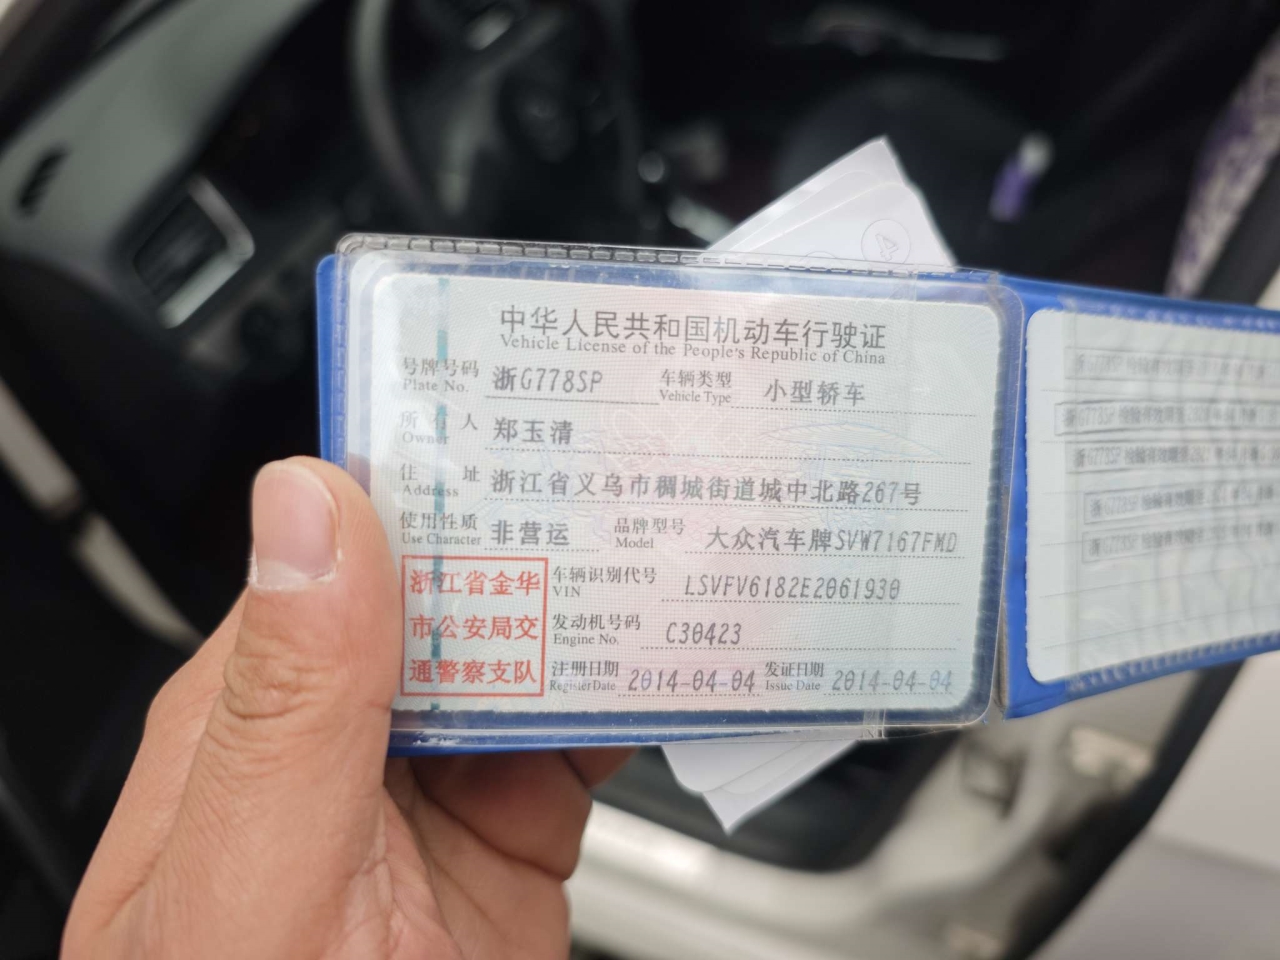 中华人民共和国机动车行驶证
Vehicle License of the People's Republic of China
号牌号码 浙G778SP 车辆类型 小型轿车
Plate No. Vehicle Type
所有人 郑玉清
Owner
住址 浙江省义乌市稠城街道城中北路267号
Address
使用性质 非营运 品牌型号 大众汽车牌SVW7167FMD
Use Character Model
浙江省金华
市公安局交
通警察支队
车辆识别代号 LSVFV6182E2061930
VIN
发动机号码 C30423
Engine No.
注册日期 2014-04-04 发证日期 2014-04-04
Register Date Issue Date